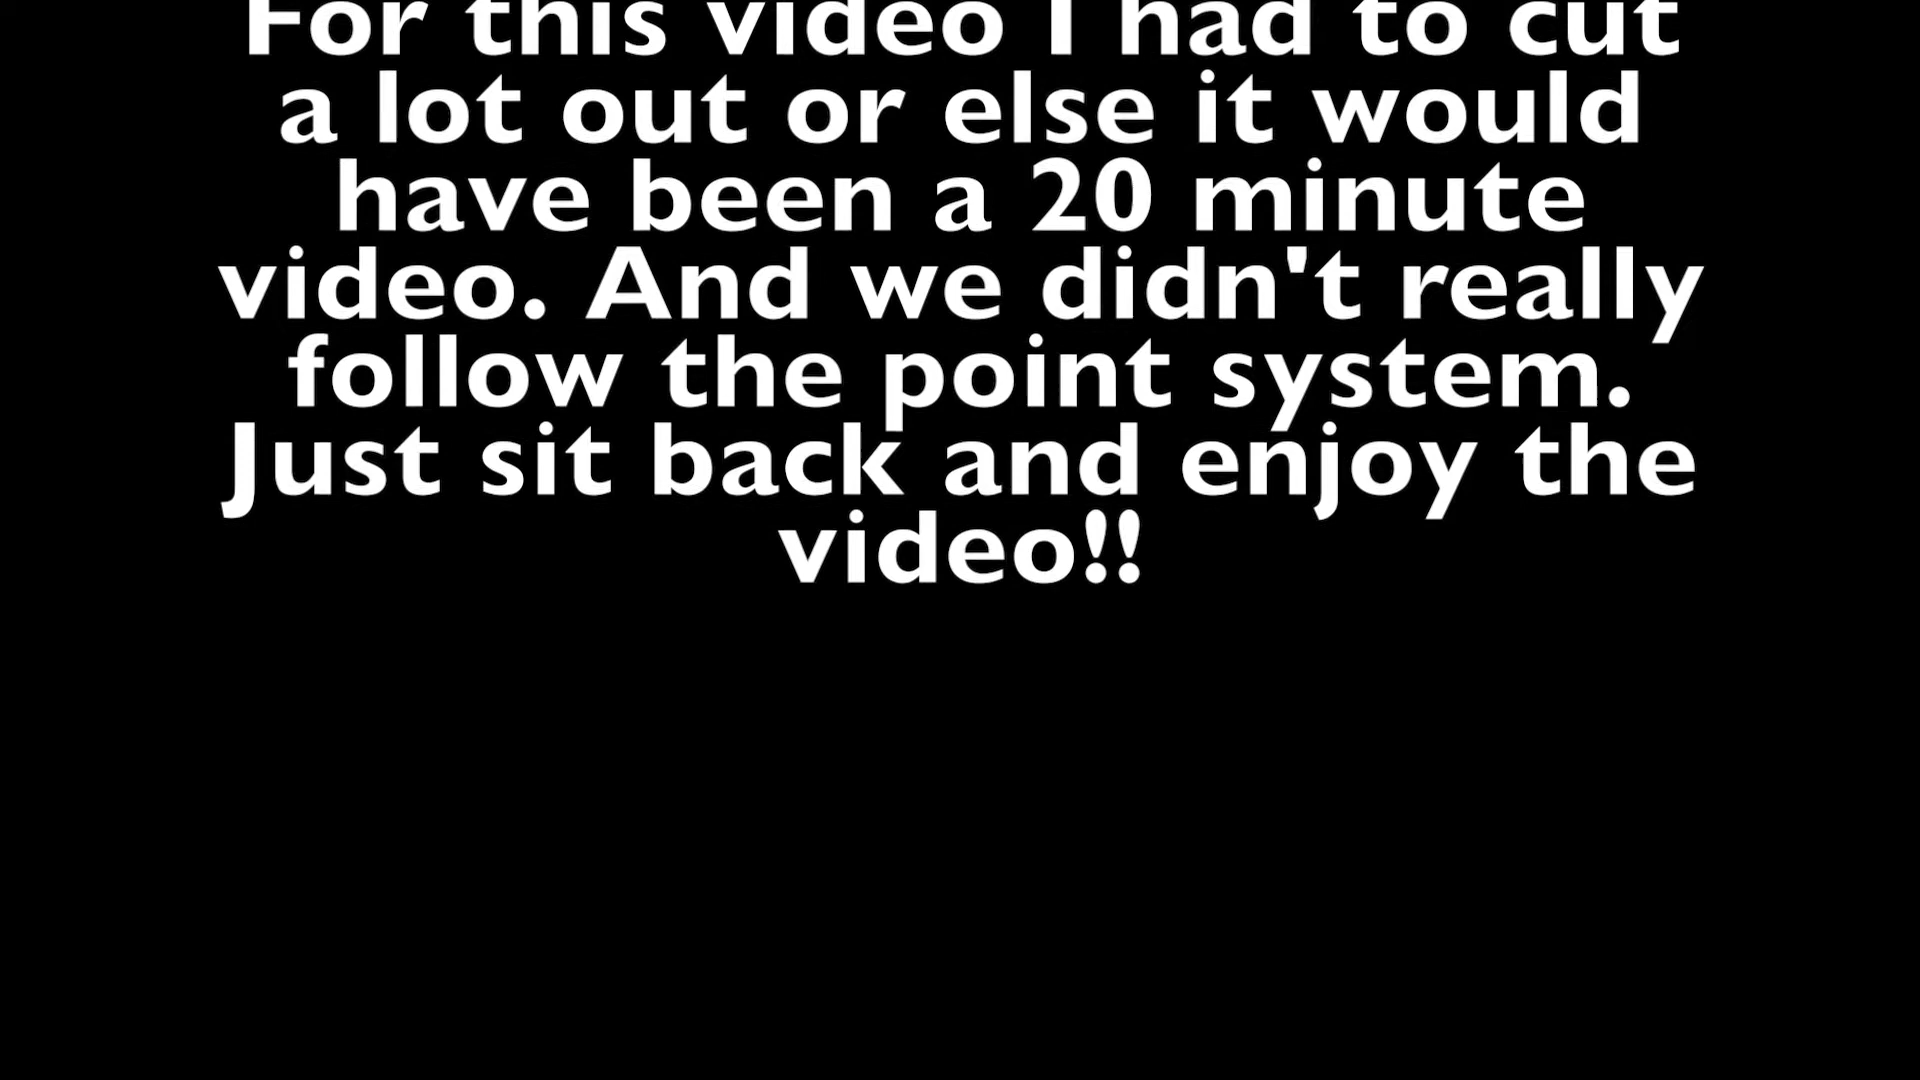 For this video I had to cut
a lot out or else it would
have been a 20 minute
video. And we didn't really
follow the point system.
Just sit back and enjoy the
video!!